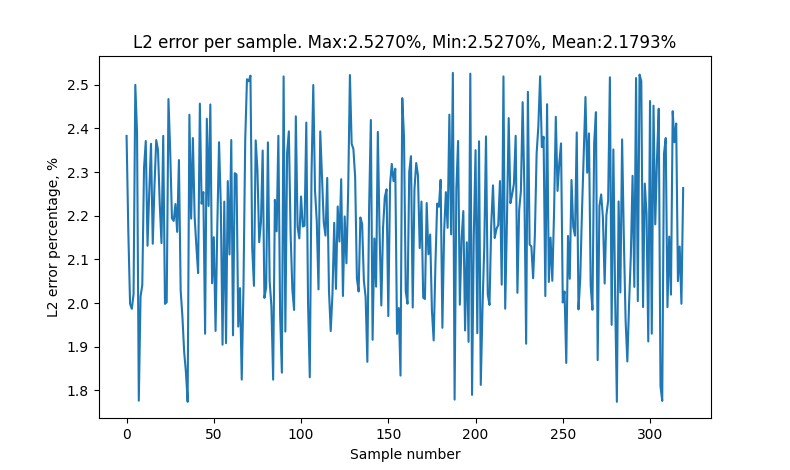 L2 error per sample. Max:2.5270%, Min:2.5270%, Mean:2.1793%
L2 error percentage, %
2.5
2.4
2.3
2.2
2.1
2.0
1.9
1.8
0 50 100 150 200 250 300
Sample number